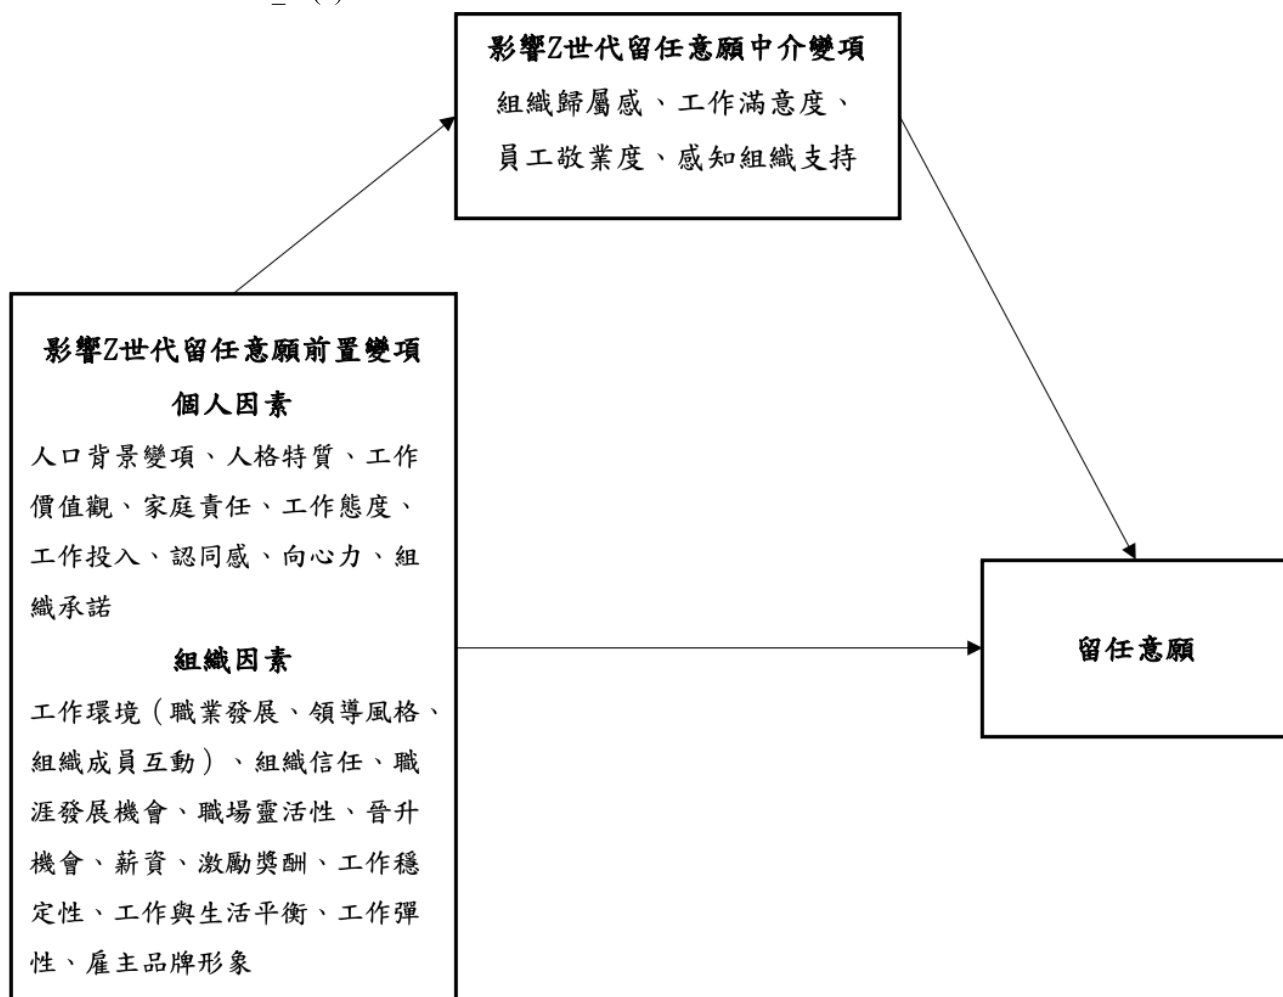 影響Z世代留任意願中介變項
組織歸屬感、工作滿意度、
員工敬業度、感知組織支持
影響Z世代留任意願前置變項
個人因素
人口背景變項、人格特質、工作
價值觀、家庭責任、工作態度、
工作投入、認同感、向心力、組
織承諾
組織因素
工作環境（職業發展、領導風格、
組織成員互動）、組織信任、職
涯發展機會、職場靈活性、晉升
機會、薪資、激勵獎酬、工作穩
定性、工作與生活平衡、工作彈
性、雇主品牌形象
留任意願